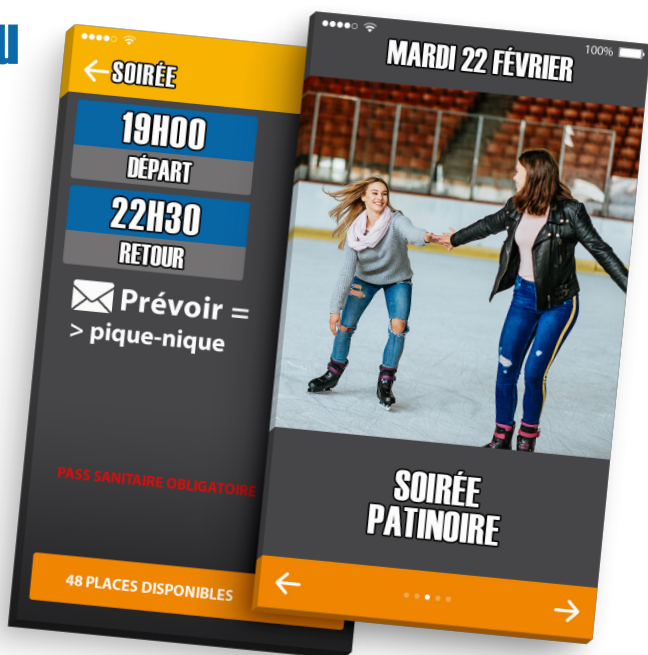 SOIRÉE
19H00
DÉPART
22H30
RETOUR
Prévoir =
> pique-nique
PASS SANITAIRE OBLIGATOIRE
48 PLACES DISPONIBLES
100%
MARDI 22 FÉVRIER
SOIRÉE
PATINOIRE